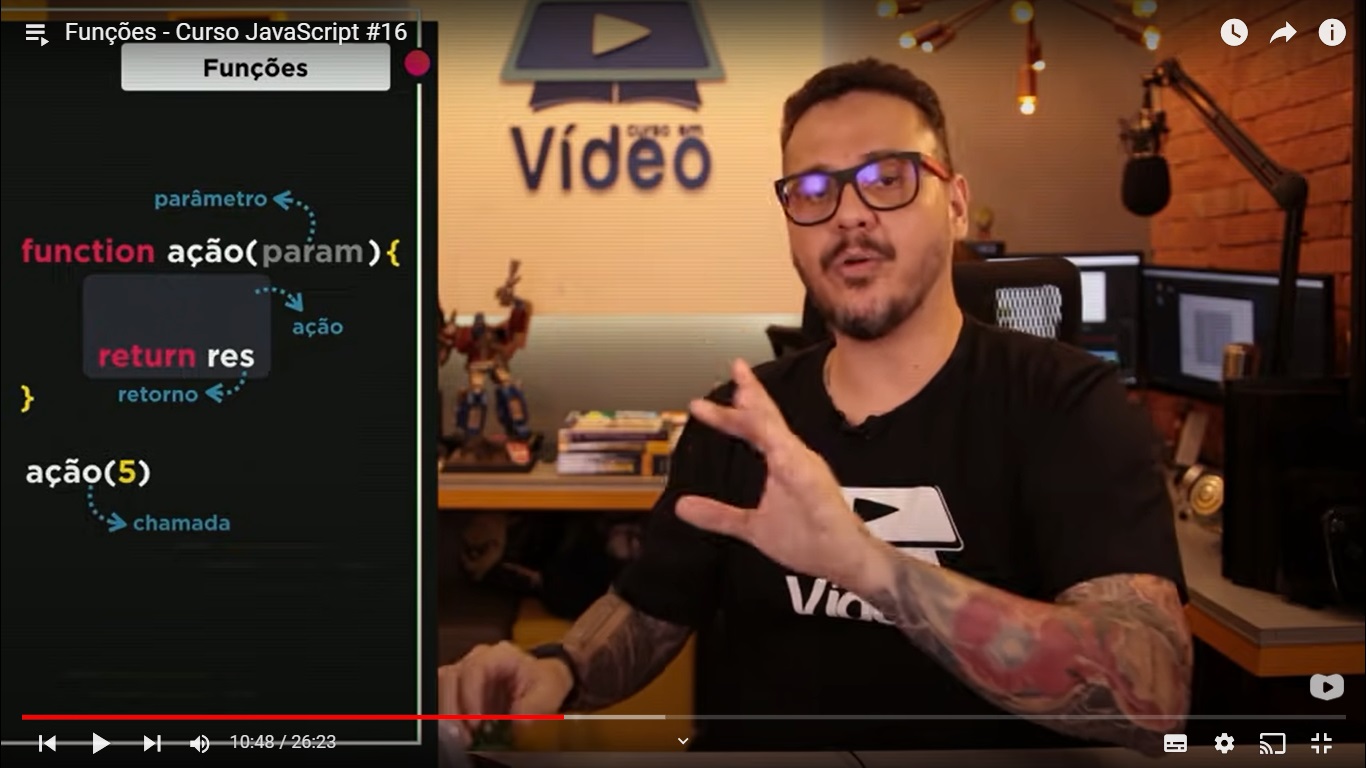 Funções - Curso JavaScript #16
Funções
parâmetro
function ação(param){
ação
return res
retorno
}
ação(5)
chamada
curso em
Vídeo
10:48 / 26:23